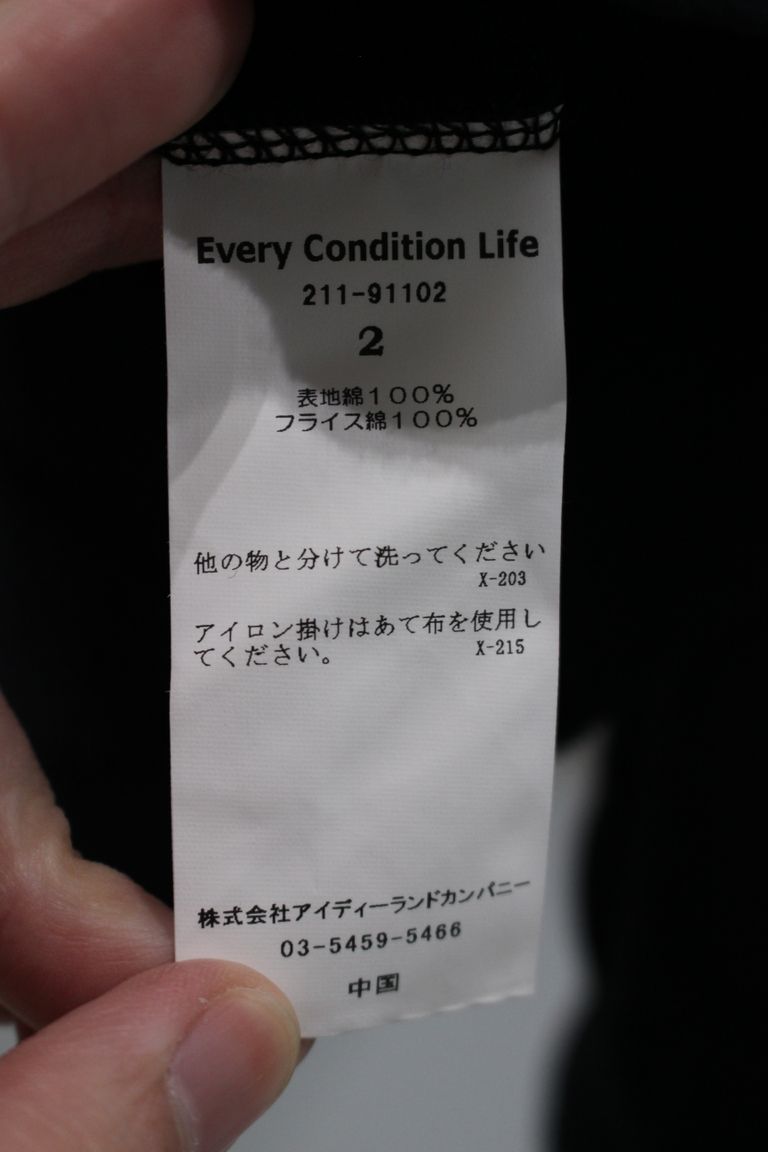 Every Condition Life
211-91102
2
表地綿１００％
フライス綿１００％
他の物と分けて洗ってください
X-203
アイロン掛けはあて布を使用し
てください。
X-215
株式会社アイディーランドカンパニー
03-5459-5466
中国